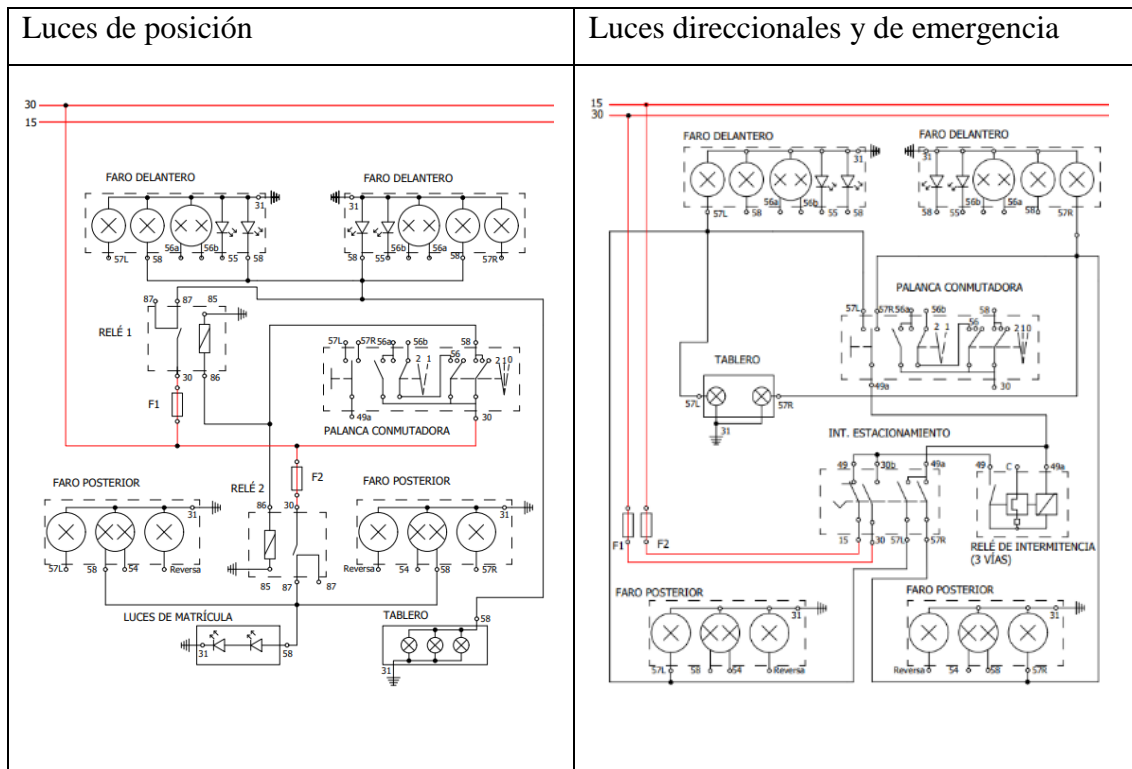 Luces de posición
30
15
FARO DELANTERO
FARO DELANTERO
31
31
57L
58
56a
56b
55
58
58
55
56b
56a
58
57R
87
87
85
RELÉ 1
30
86
F1
57L
57R
56a
56b
58
56
2 1
2 1 0
49a
30
PALANCA CONMUTADORA
F2
FARO POSTERIOR
RELÉ 2
FARO POSTERIOR
86
30
31
31
57L
58
54
Reversa
85
87
87
Reversa
54
58
57R
LUCES DE MATRÍCULA
TABLERO
31
58
58
31
Luces direccionales y de emergencia
15
30
FARO DELANTERO
FARO DELANTERO
31
31
57L
58
56a
56b
55
58
58
55
56b
56a
58
57R
PALANCA CONMUTADORA
57L
57R
56a
56b
58
56
2 1
2 1 0
49a
30
TABLERO
57L
57R
31
INT. ESTACIONAMIENTO
49
30b
49a
49
C
49a
F1
F2
15
30
57L
57R
RELÉ DE INTERMITENCIA
(3 VÍAS)
FARO POSTERIOR
FARO POSTERIOR
31
31
57L
58
54
Reversa
Reversa
54
58
57R